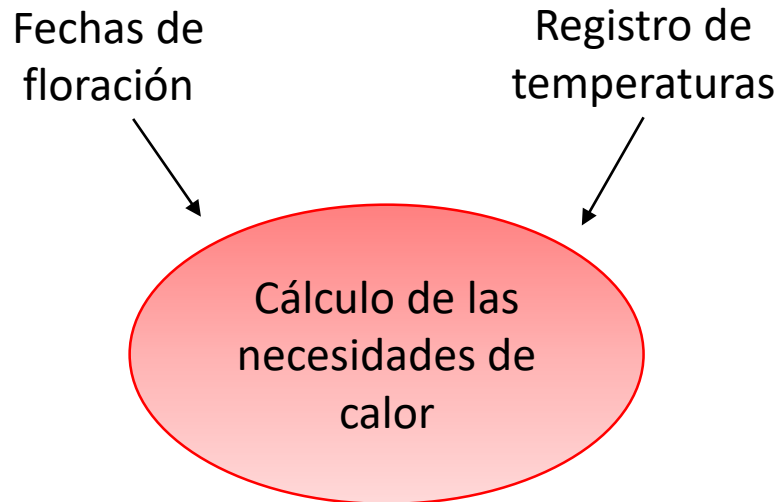 Fechas de
floración
Registro de
temperaturas
Cálculo de las
necesidades de
calor